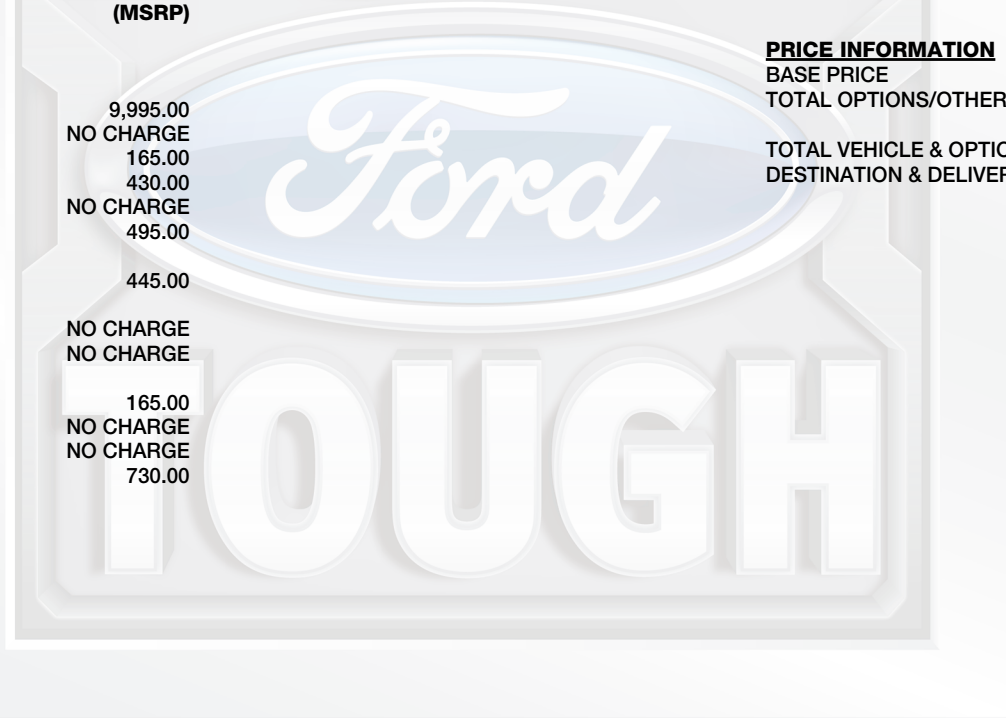 (MSRP)
9,995.00
NO CHARGE
165.00
430.00
NO CHARGE
495.00
445.00
NO CHARGE
NO CHARGE
165.00
NO CHARGE
NO CHARGE
730.00
PRICE INFORMATION
BASE PRICE
TOTAL OPTIONS/OTHER
TOTAL VEHICLE & OPTIO
DESTINATION & DELIVER
Ford
TOUGH